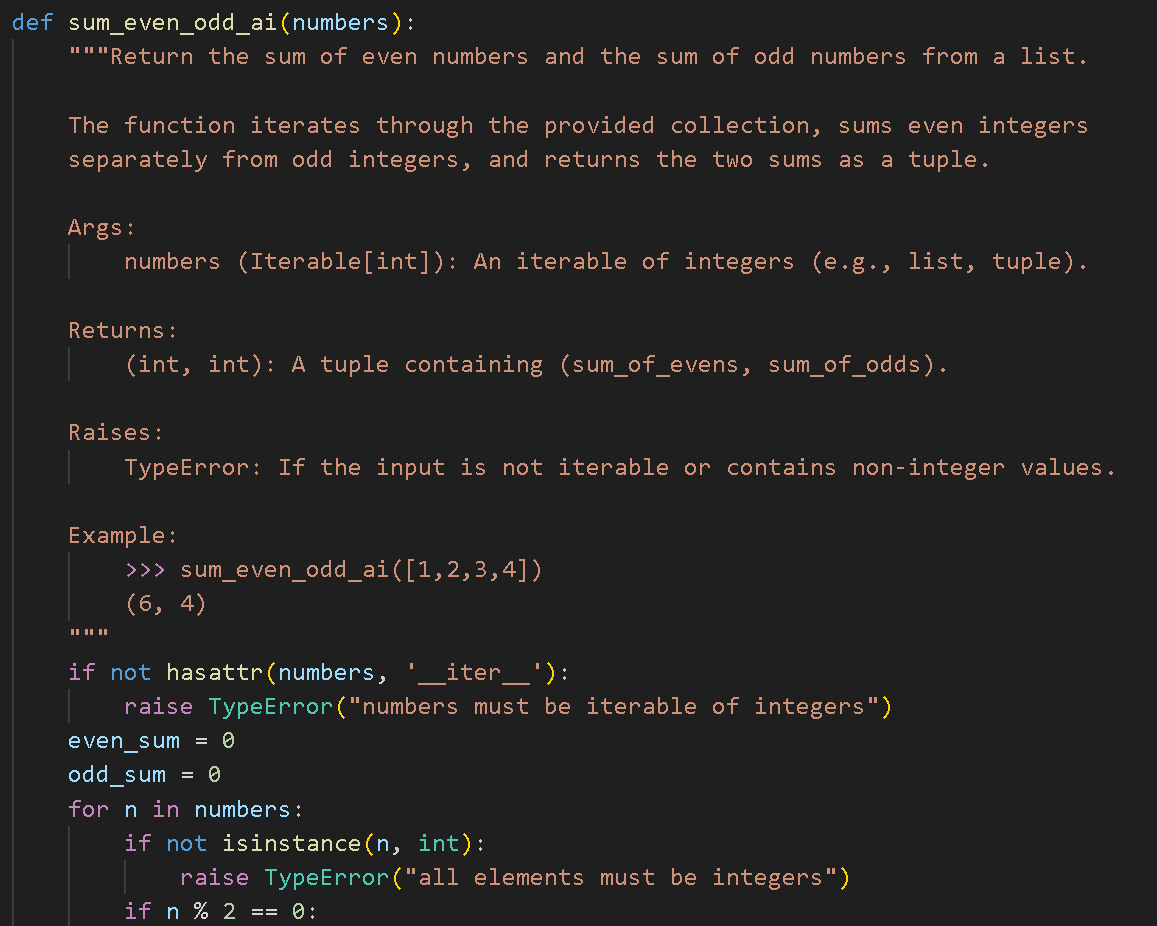 def sum_even_odd_ai(numbers):
"""Return the sum of even numbers and the sum of odd numbers from a list.
The function iterates through the provided collection, sums even integers
separately from odd integers, and returns the two sums as a tuple.
Args:
numbers (Iterable[int]): An iterable of integers (e.g., list, tuple).
Returns:
(int, int): A tuple containing (sum_of_evens, sum_of_odds).
Raises:
TypeError: If the input is not iterable or contains non-integer values.
Example:
>>> sum_even_odd_ai([1,2,3,4])
(6, 4)
"""
if not hasattr(numbers, '__iter__'):
raise TypeError("numbers must be iterable of integers")
even_sum = 0
odd_sum = 0
for n in numbers:
if not isinstance(n, int):
raise TypeError("all elements must be integers")
if n % 2 == 0: